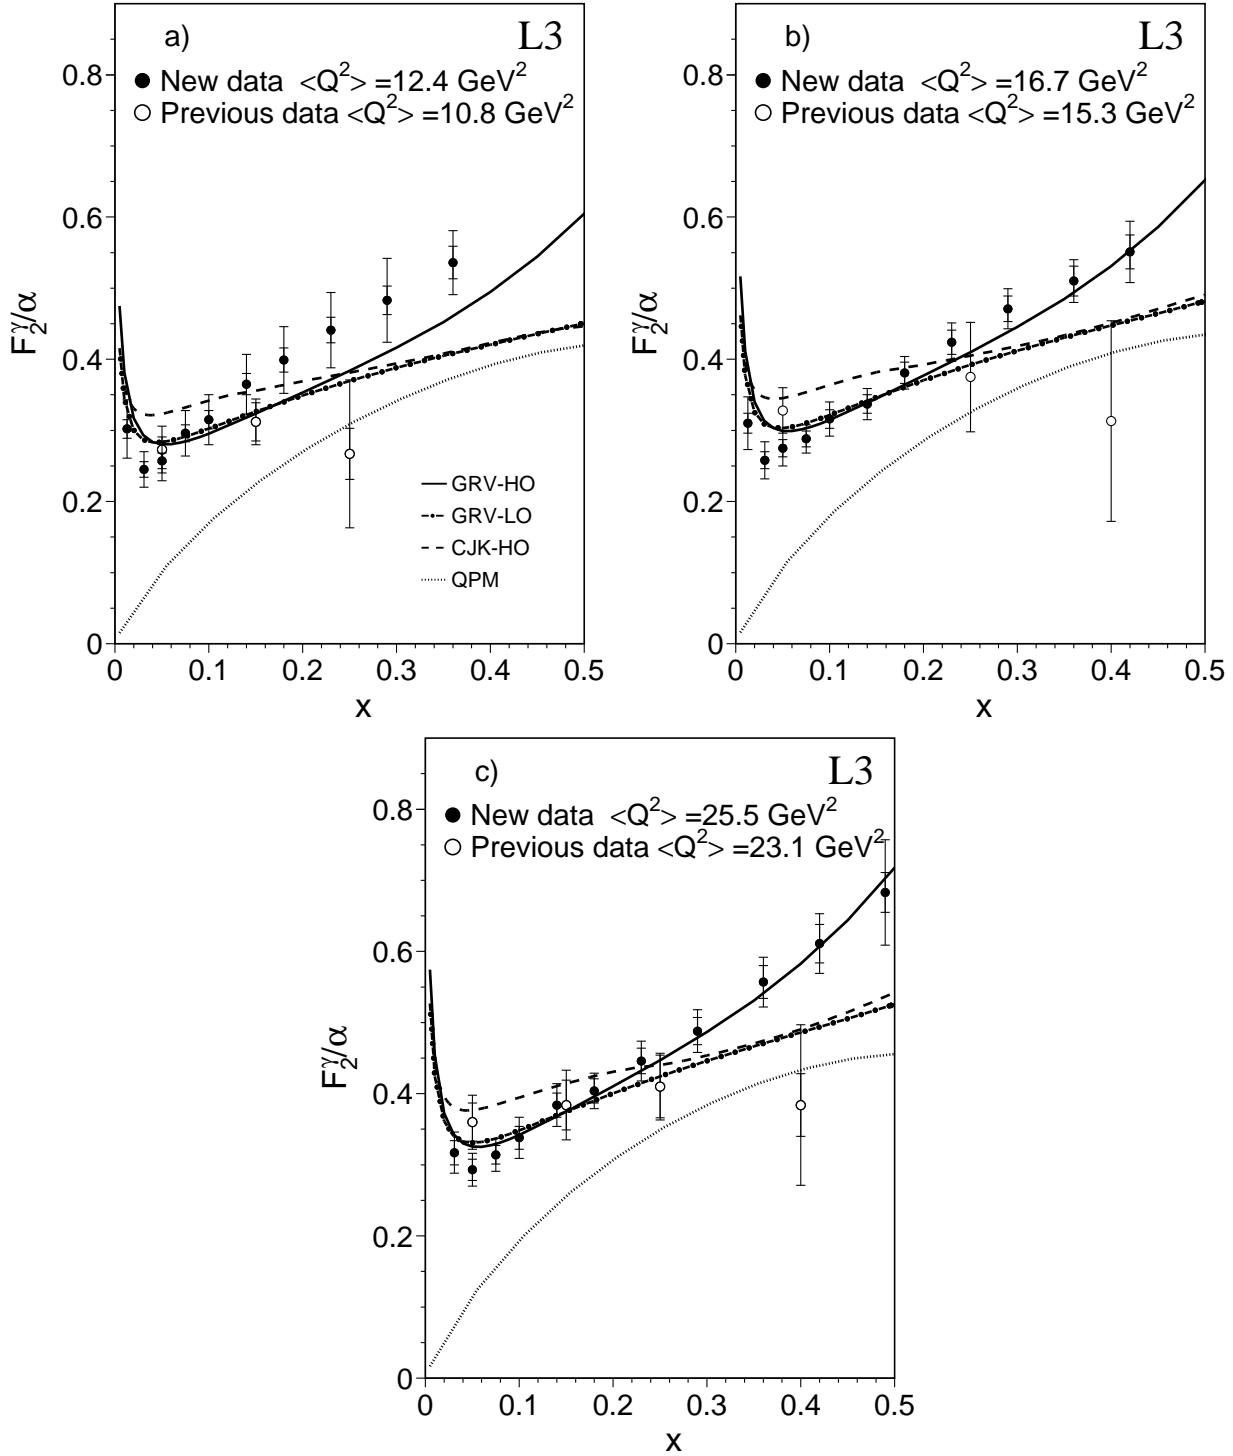 a) L3
● New data <Q²> =12.4 GeV²
○ Previous data <Q²> =10.8 GeV²
0.8
0.6
0.4
0.2
0
F₂^γ/α
GRV-HO
GRV-LO
CJK-HO
QPM
0 0.1 0.2 0.3 0.4 0.5
x
b) L3
● New data <Q²> =16.7 GeV²
○ Previous data <Q²> =15.3 GeV²
0.8
0.6
0.4
0.2
0
F₂^γ/α
0 0.1 0.2 0.3 0.4 0.5
x
c) L3
● New data <Q²> =25.5 GeV²
○ Previous data <Q²> =23.1 GeV²
0.8
0.6
0.4
0.2
0
F₂^γ/α
0 0.1 0.2 0.3 0.4 0.5
x